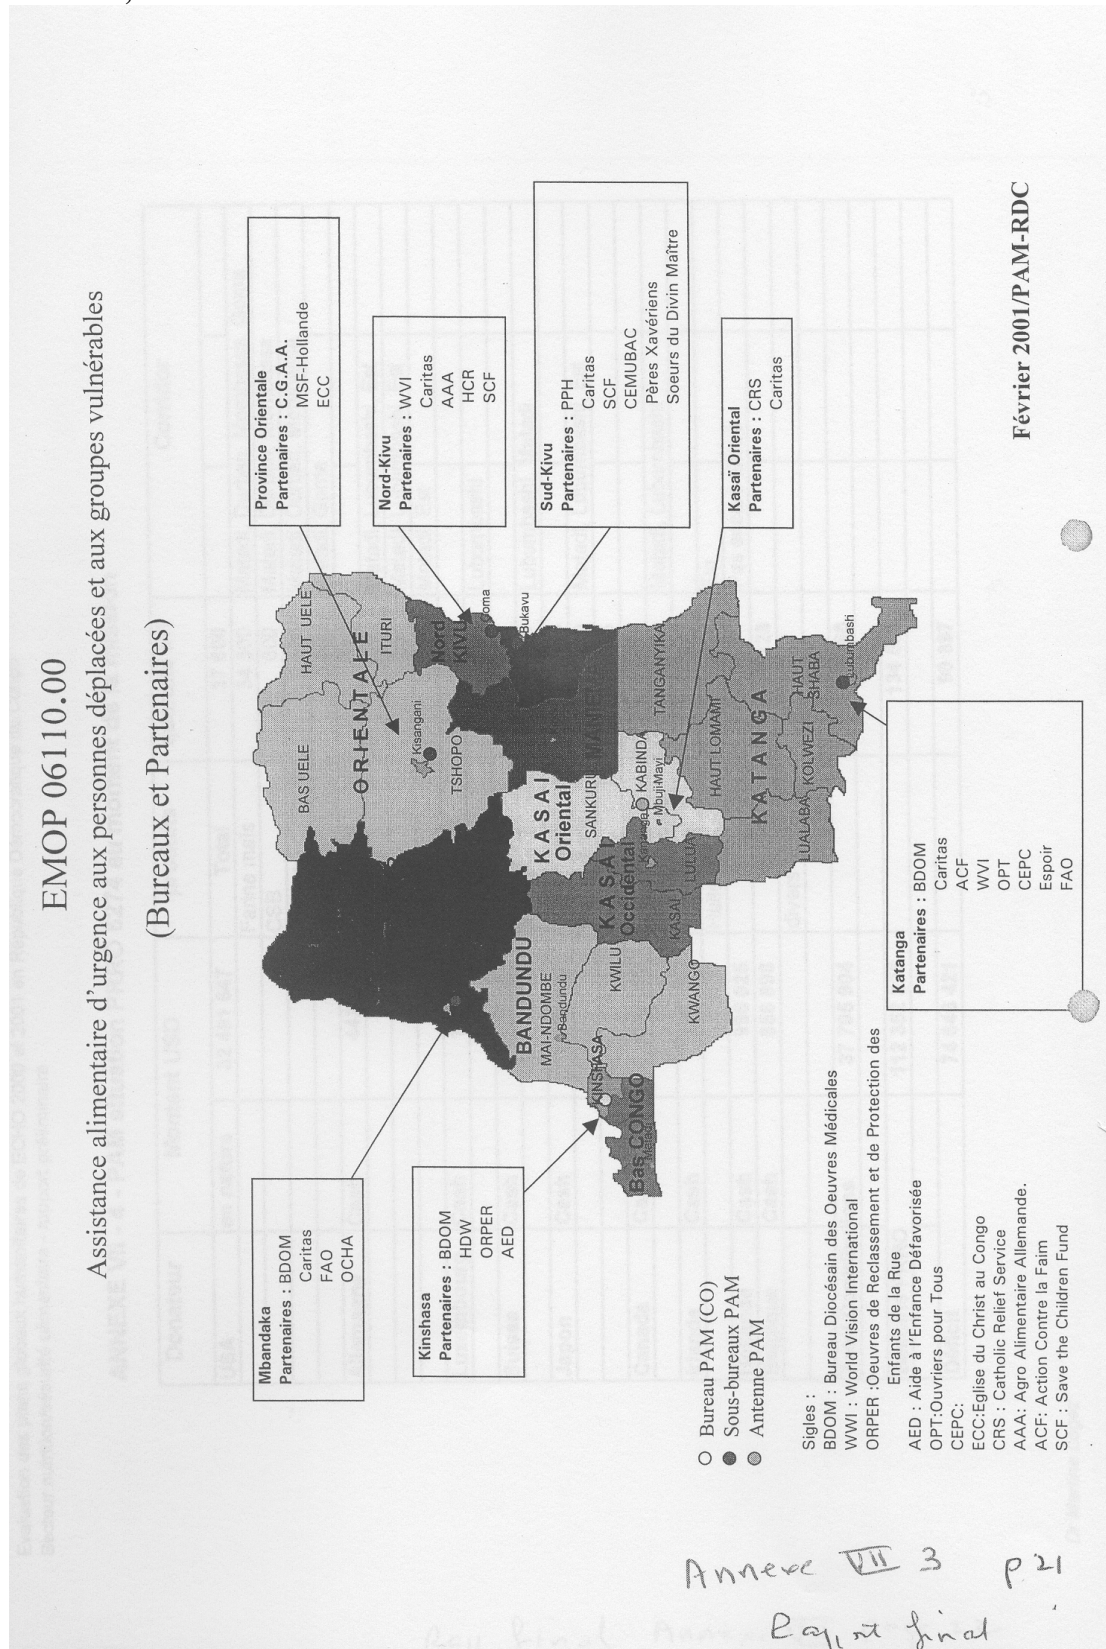 EMOP 06110.00
Assistance alimentaire d'urgence aux personnes déplacées et aux groupes vulnérables
(Bureaux et Partenaires)
Mbandaka
Partenaires : BDOM
Caritas
FAO
OCHA
Kinshasa
Partenaires : BDOM
HDW
ORPER
AED
Province Orientale
Partenaires : C.G.A.A.
MSF-Hollande
ECC
Nord-Kivu
Partenaires : WVI
Caritas
AAA
HCR
SCF
Sud-Kivu
Partenaires : PPH
Caritas
SCF
CEMUBAC
Pères Xavériens
Soeurs du Divin Maître
Kasaï Oriental
Partenaires : CRS
Caritas
Katanga
Partenaires : BDOM
Caritas
ACF
WVI
OPT
CEPC
Espoir
FAO
BAS UELE
HAUT UELE
ORIENTALE
ITURI
Kisangani
TSHOPO
Nord
KIVU
Goma
Bukavu
KASAI
Oriental
SANKURU
KABINDA
Mbuji-Mayi
KASAI
Occidental
LULUA
KASAI
BANDUNDU
MAI-NDOMBE
Bandundu
KWILU
KWANGO
KINSHASA
Bas CONGO
TANGANYIKA
HAUT LOMAMI
KATANGA
LUALABA
KOLWEZI
HAUT
SHABA
Lubumbashi
Bureau PAM (CO)
Sous-bureaux PAM
Antenne PAM
Sigles :
BDOM : Bureau Diocésain des Oeuvres Médicales
WWI : World Vision International
ORPER :Oeuvres de Reclassement et de Protection des
Enfants de la Rue
AED : Aide à l'Enfance Défavorisée
OPT:Ouvriers pour Tous
CEPC:
ECC:Eglise du Christ au Congo
CRS : Catholic Relief Service
AAA: Agro Alimentaire Allemande.
ACF: Action Contre la Faim
SCF : Save the Children Fund
Février 2001/PAM-RDC
Annexe VII 3 p 21
Rapport final